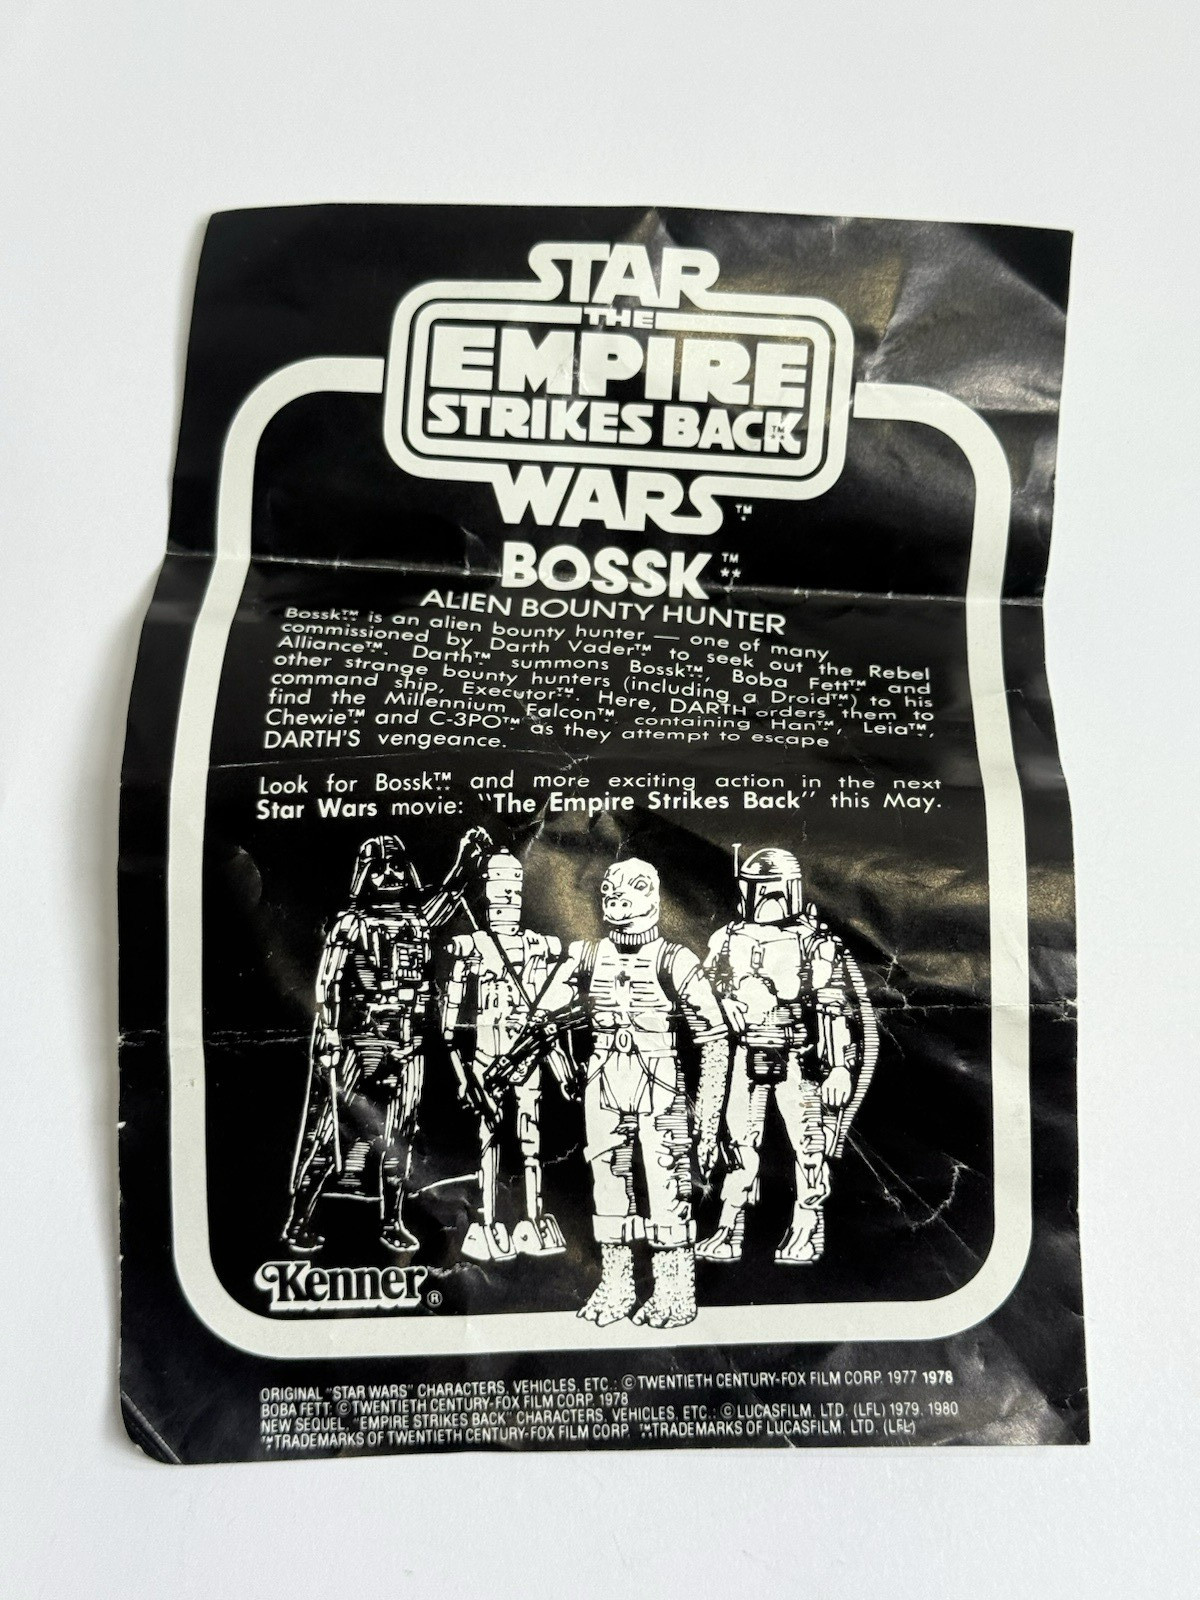 STAR
THE
EMPIRE
STRIKES BACK™
WARS™
BOSSK™**
ALIEN BOUNTY HUNTER
Bossk™ is an alien bounty hunter — one of many
commissioned by Darth Vader™ to seek out the Rebel
Alliance™. Darth™ summons Bossk™, Boba Fett™ and
other strange bounty hunters (including a Droid™) to his
command ship, Executor™. Here, DARTH orders them to
find the Millennium Falcon™ containing Han™, Leia™,
Chewie™ and C-3PO™ as they attempt to escape
DARTH'S vengeance.
Look for Bossk™ and more exciting action in the next
Star Wars movie: "The Empire Strikes Back" this May.
Kenner®
ORIGINAL "STAR WARS" CHARACTERS, VEHICLES, ETC.: © TWENTIETH CENTURY-FOX FILM CORP. 1977 1978
BOBA FETT: © TWENTIETH CENTURY-FOX FILM CORP. 1978
NEW SEQUEL, "EMPIRE STRIKES BACK" CHARACTERS, VEHICLES, ETC.: © LUCASFILM, LTD. (LFL) 1979, 1980
™*TRADEMARKS OF TWENTIETH CENTURY-FOX FILM CORP. ™**TRADEMARKS OF LUCASFILM, LTD. (LFL)